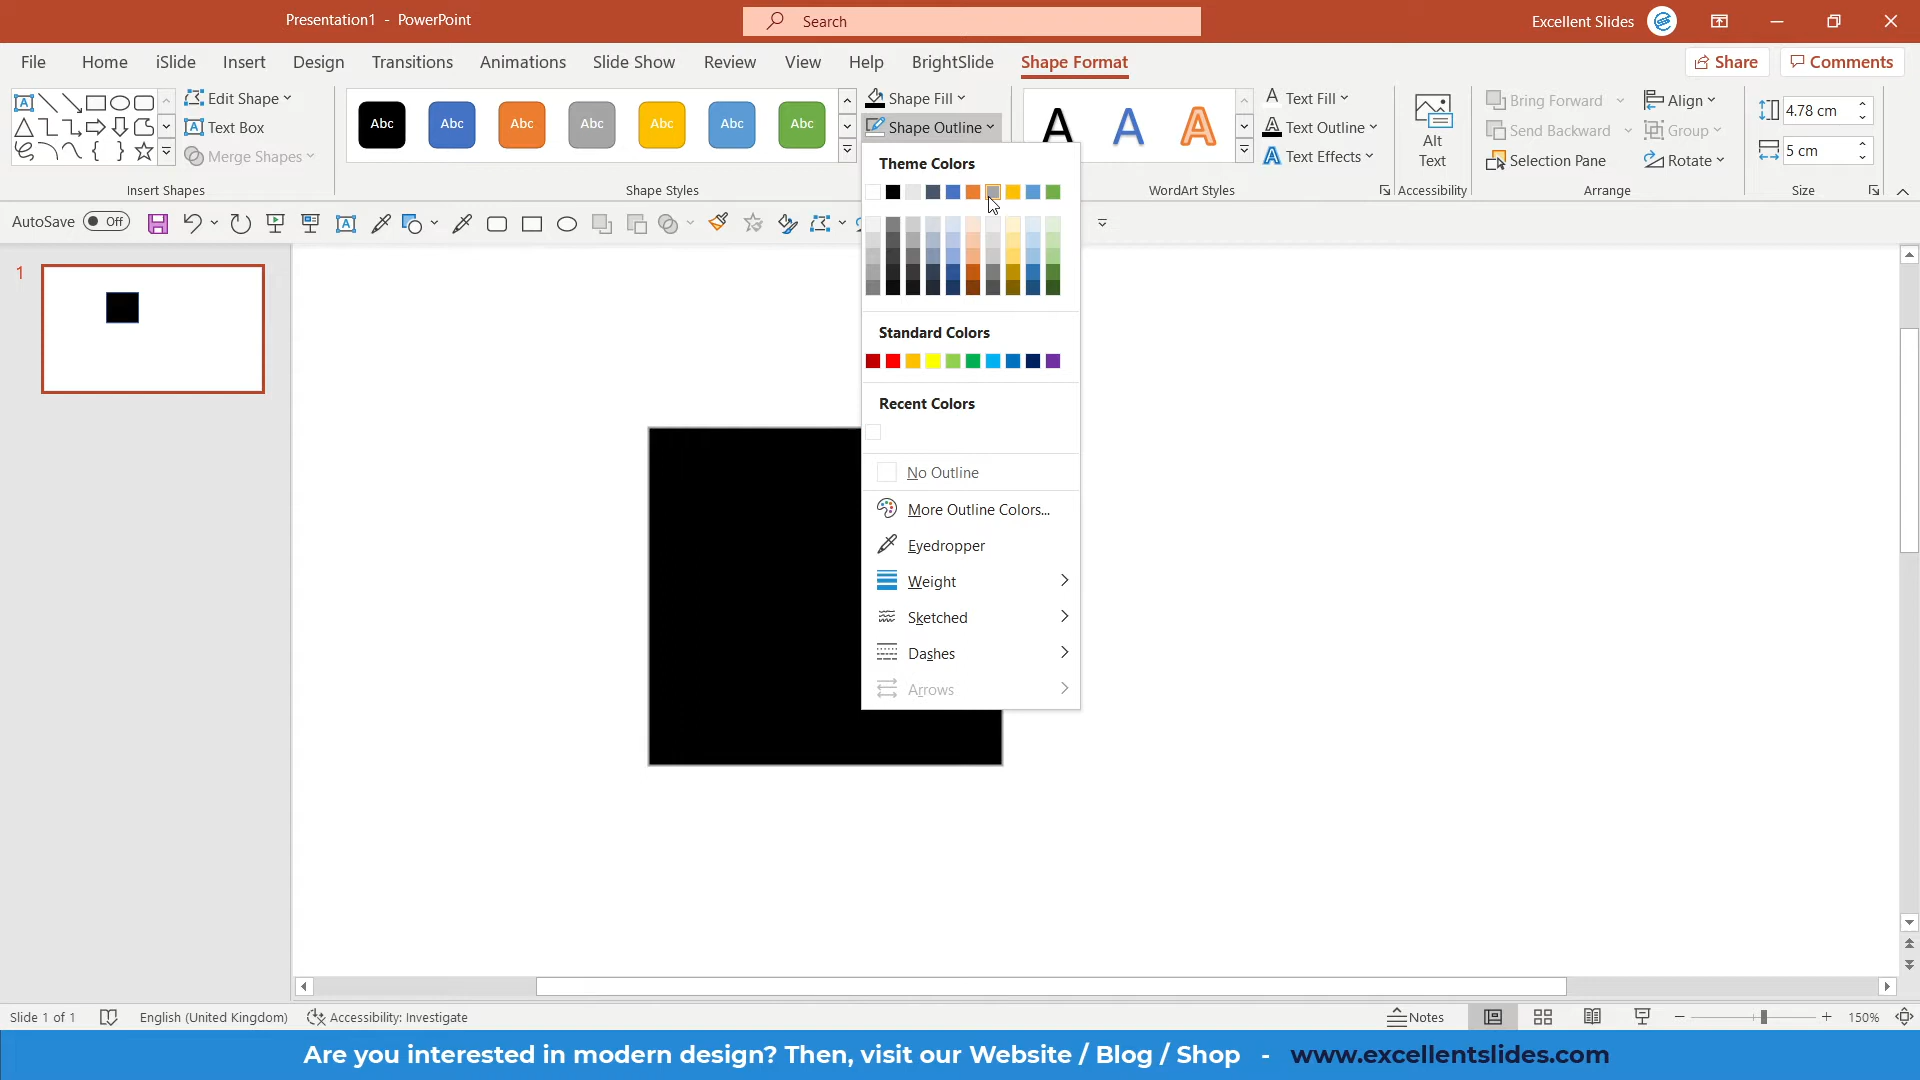 Presentation1 - PowerPoint
Search
Excellent Slides
File Home iSlide Insert Design Transitions Animations Slide Show Review View Help BrightSlide Shape Format
Share Comments
Edit Shape
Text Box
Merge Shapes
Insert Shapes
Abc Abc Abc Abc Abc Abc Abc
Shape Styles
Shape Fill
Shape Outline
A A A
WordArt Styles
Text Fill
Text Outline
Text Effects
Alt
Text
Accessibility
Bring Forward
Send Backward
Selection Pane
Align
Group
Rotate
Arrange
4.78 cm
5 cm
Size
AutoSave Off
Theme Colors
Standard Colors
Recent Colors
No Outline
More Outline Colors...
Eyedropper
Weight
Sketched
Dashes
Arrows
1
Slide 1 of 1 English (United Kingdom) Accessibility: Investigate
Notes
150%
Are you interested in modern design? Then, visit our Website / Blog / Shop - www.excellentslides.com